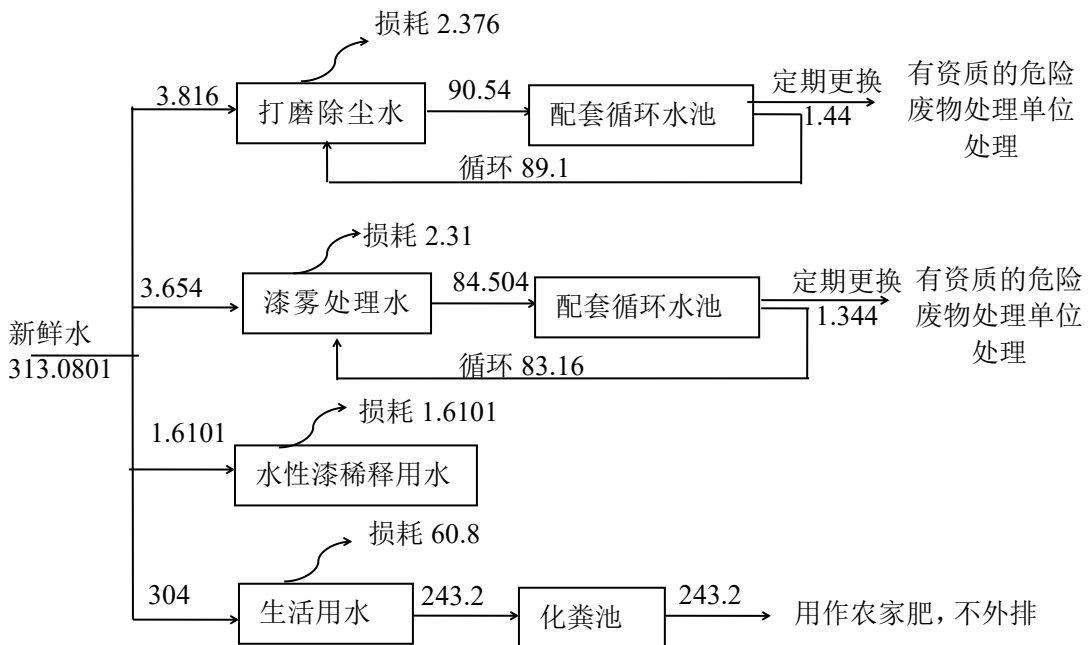 损耗 2.376
3.816
打磨除尘水
90.54
配套循环水池
定期更换
1.44
有资质的危险
废物处理单位
处理
循环 89.1
损耗 2.31
3.654
漆雾处理水
84.504
配套循环水池
定期更换
1.344
有资质的危险
废物处理单位
处理
循环 83.16
新鲜水
313.0801
损耗 1.6101
1.6101
水性漆稀释用水
损耗 60.8
304
生活用水
243.2
化粪池
243.2
用作农家肥，不外排